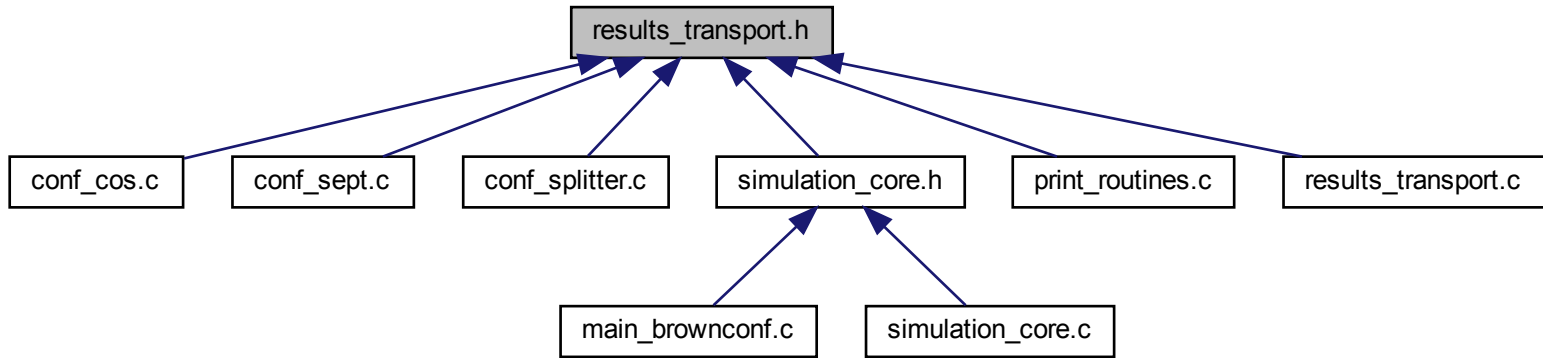 results_transport.h
conf_cos.c
conf_sept.c
conf_splitter.c
simulation_core.h
print_routines.c
results_transport.c
main_brownconf.c
simulation_core.c